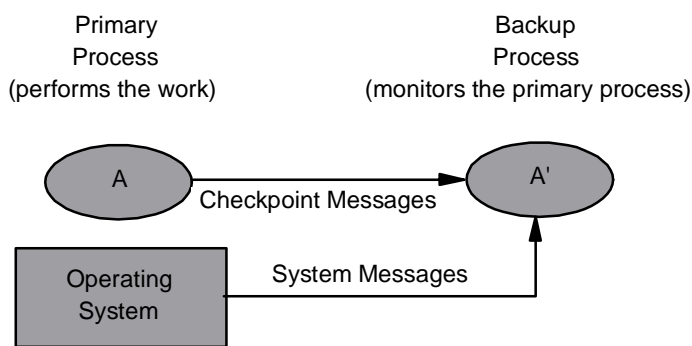 Primary
Process
(performs the work)
Backup
Process
(monitors the primary process)
A
A'
Checkpoint Messages
Operating
System
System Messages